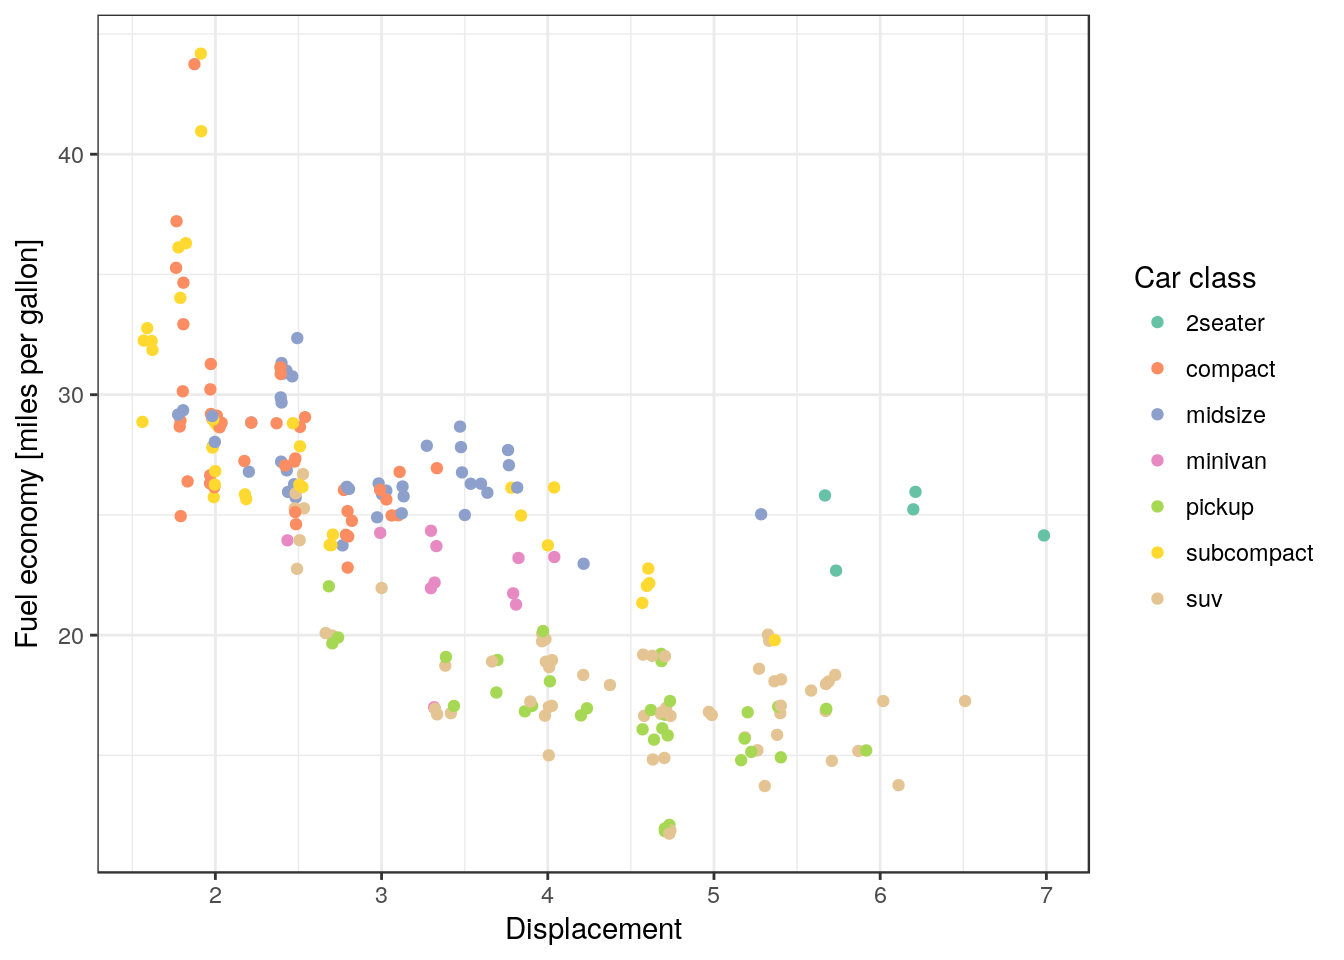 Fuel economy [miles per gallon]
40
30
20
2 3 4 5 6 7
Displacement
Car class
2seater
compact
midsize
minivan
pickup
subcompact
suv